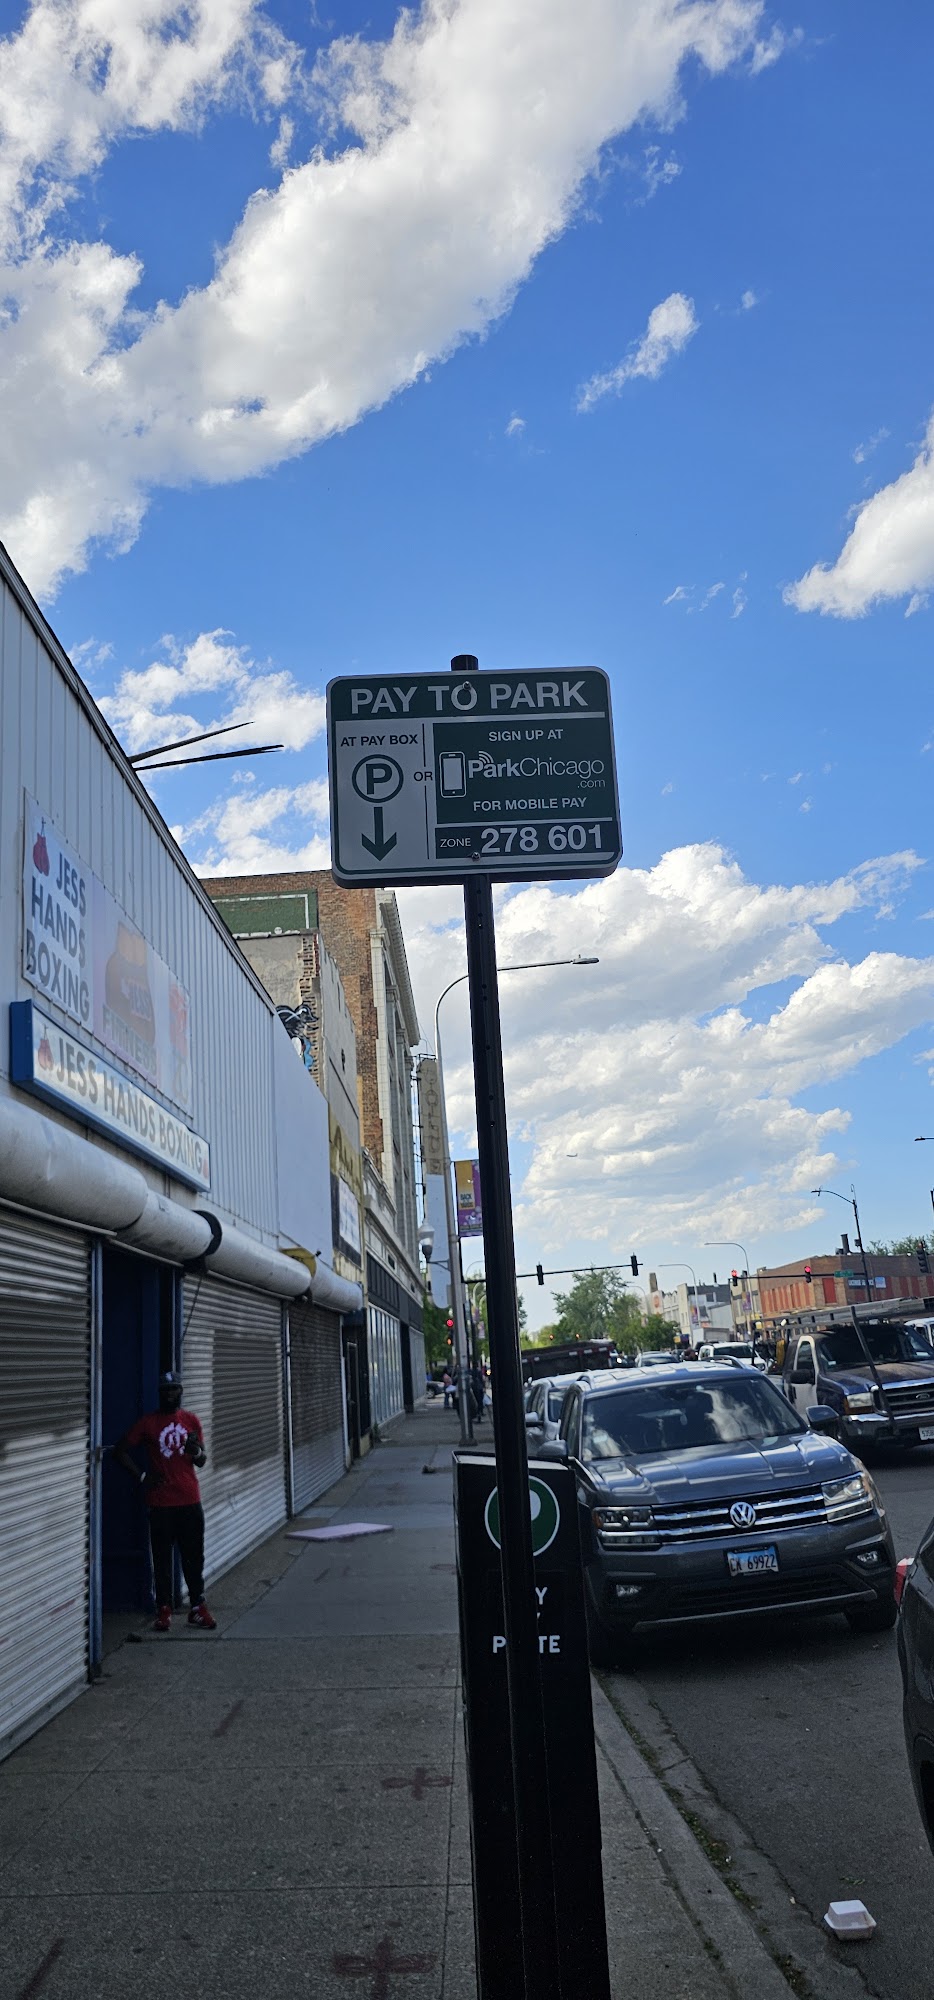 PAY TO PARK
AT PAY BOX
P
OR
SIGN UP AT
ParkChicago
.com
FOR MOBILE PAY
ZONE 278 601
JESS
HANDS
BOXING
FITNESS
JESS HANDS BOXING